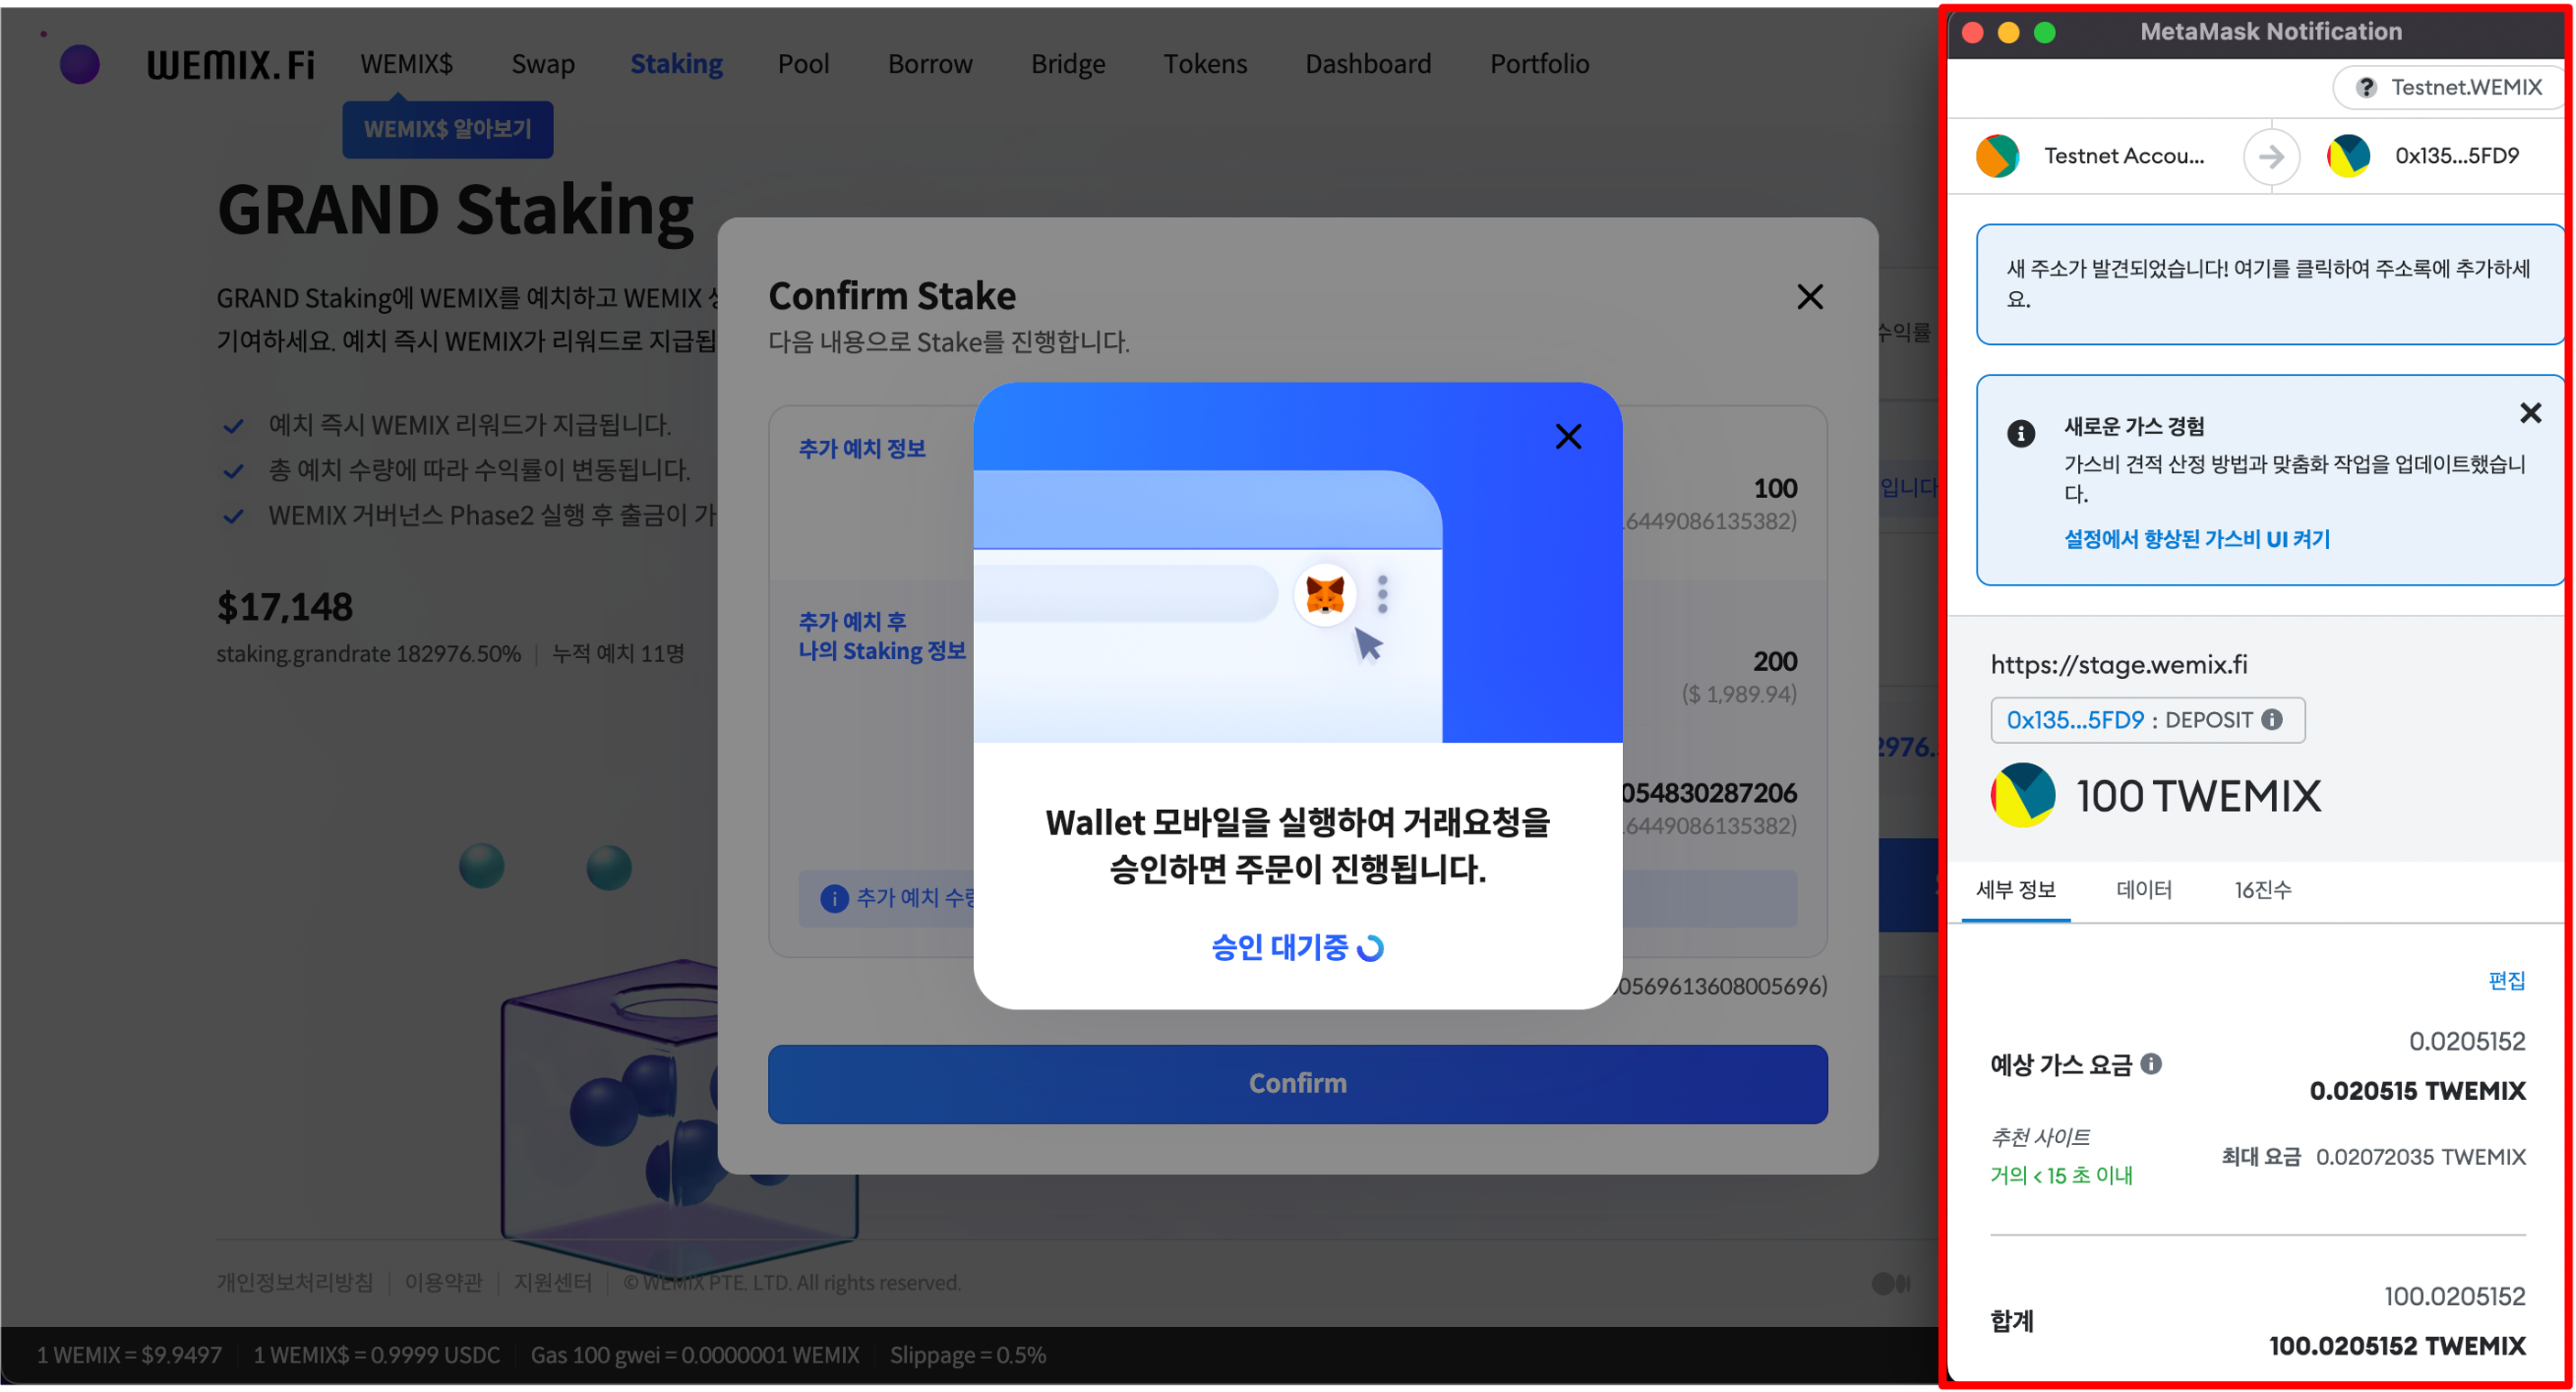 WEMIX.Fi
WEMIX$
Swap
Staking
Pool
Borrow
Bridge
Tokens
Dashboard
Portfolio
WEMIX$ 알아보기
GRAND Staking
GRAND Staking에 WEMIX를 예치하고 WEMIX
기여하세요. 예치 즉시 WEMIX가 리워드로 지급됩
예치 즉시 WEMIX 리워드가 지급됩니다.
총 예치 수량에 따라 수익률이 변동됩니다.
WEMIX 거버넌스 Phase2 실행 후 출금이 가
$17,148
staking.grandrate 182976.50%
누적 예치 11명
수익률
입니다
2976.
Confirm Stake
다음 내용으로 Stake를 진행합니다.
추가 예치 정보
100
6449086135382)
추가 예치 후
나의 Staking 정보
200
($ 1,989.94)
054830287206
6449086135382)
추가 예치 수량
0569613608005696)
Confirm
Wallet 모바일을 실행하여 거래요청을
승인하면 주문이 진행됩니다.
승인 대기중
개인정보처리방침
이용약관
지원센터
© WEMIX PTE. LTD. All rights reserved.
1 WEMIX = $9.9497
1 WEMIX$ = 0.9999 USDC
Gas 100 gwei = 0.0000001 WEMIX
Slippage = 0.5%
MetaMask Notification
Testnet.WEMIX
Testnet Accou...
0x135...5FD9
새 주소가 발견되었습니다! 여기를 클릭하여 주소록에 추가하세
요.
새로운 가스 경험
가스비 견적 산정 방법과 맞춤화 작업을 업데이트했습니
다.
설정에서 향상된 가스비 UI 켜기
https://stage.wemix.fi
0x135...5FD9 : DEPOSIT
100 TWEMIX
세부 정보
데이터
16진수
편집
0.0205152
예상 가스 요금
0.020515 TWEMIX
추천 사이트
거의 < 15 초 이내
최대 요금 0.02072035 TWEMIX
100.0205152
합계
100.0205152 TWEMIX